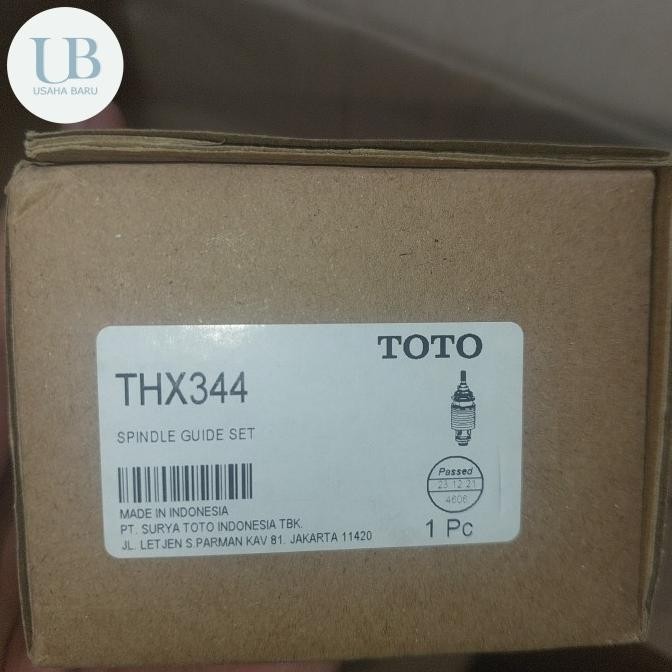 UB
USAHA BARU
TOTO
THX344
SPINDLE GUIDE SET
Passed
23 12 21
4606
MADE IN INDONESIA
PT. SURYA TOTO INDONESIA TBK.
JL. LETJEN S.PARMAN KAV 81. JAKARTA 11420
1 Pc